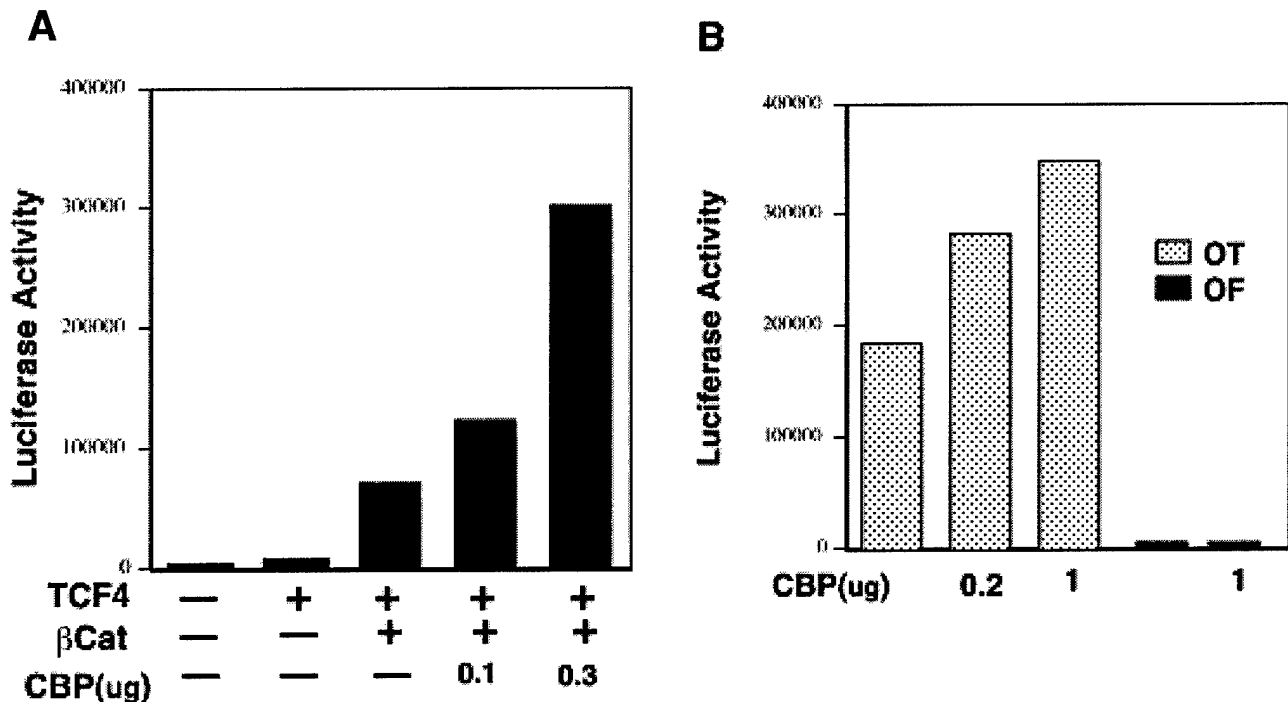 A
Luciferase Activity
400000
300000
200000
100000
0
TCF4 — + + + +
βCat — — + + +
CBP(ug) — — — 0.1 0.3
B
Luciferase Activity
400000
300000
200000
100000
0
OT
OF
CBP(ug) 0.2 1 1